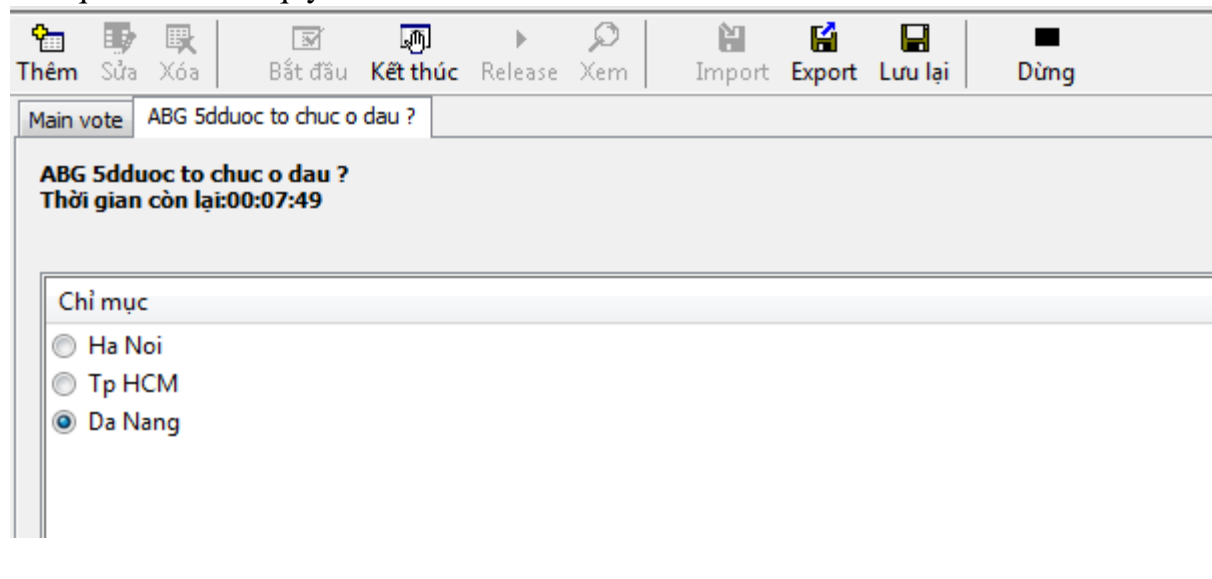 Thêm Sửa Xóa Bắt đầu Kết thúc Release Xem Import Export Lưu lại Dừng
Main vote ABG 5dduoc to chuc o dau ?
ABG 5dduoc to chuc o dau ?
Thời gian còn lại:00:07:49
Chỉ mục
Ha Noi
Tp HCM
Da Nang